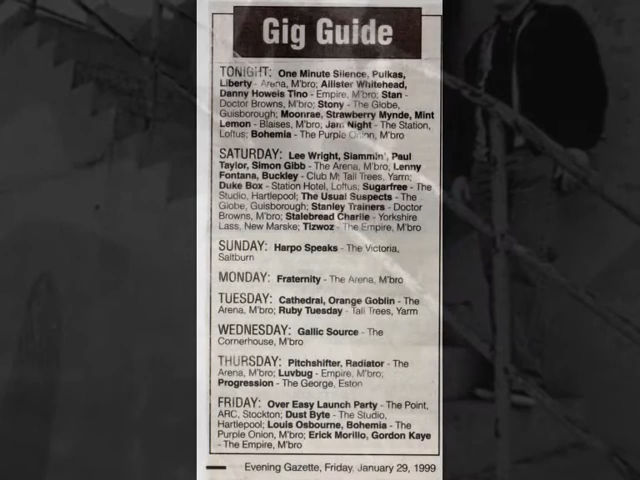 Gig Guide
TONIGHT: One Minute Silence, Pulkas,
Liberty - Arena, M'bro; Allister Whitehead,
Danny Howels Tino - Empire, M'bro; Stan -
Doctor Browns, M'bro; Stony - The Globe,
Guisborough; Moonrae, Strawberry Mynde, Mint
Lemon - Blaises, M'bro; Jam Night - The Station,
Loftus; Bohemia - The Purple Onion, M'bro
SATURDAY: Lee Wright, Slammin', Paul
Taylor, Simon Gibb - The Arena, M'bro; Lenny
Fontana, Buckley - Club M; Tall Trees, Yarm;
Duke Box - Station Hotel, Loftus; Sugarfree - The
Studio, Hartlepool; The Usual Suspects - The
Globe, Guisborough; Stanley Trainers - Doctor
Browns, M'bro; Stalebread Charlie - Yorkshire
Lass, New Marske; Tizwoz - The Empire, M'bro
SUNDAY: Harpo Speaks - The Victoria,
Saltburn
MONDAY: Fraternity - The Arena, M'bro
TUESDAY: Cathedral, Orange Goblin - The
Arena, M'bro; Ruby Tuesday - Tall Trees, Yarm
WEDNESDAY: Gallic Source - The
Cornerhouse, M'bro
THURSDAY: Pitchshifter, Radiator - The
Arena, M'bro; Luvbug - Empire, M'bro;
Progression - The George, Eston
FRIDAY: Over Easy Launch Party - The Point,
ARC, Stockton; Dust Byte - The Studio,
Hartlepool; Louis Osbourne, Bohemia - The
Purple Onion, M'bro; Erick Morillo, Gordon Kaye
- The Empire, M'bro
Evening Gazette, Friday, January 29, 1999